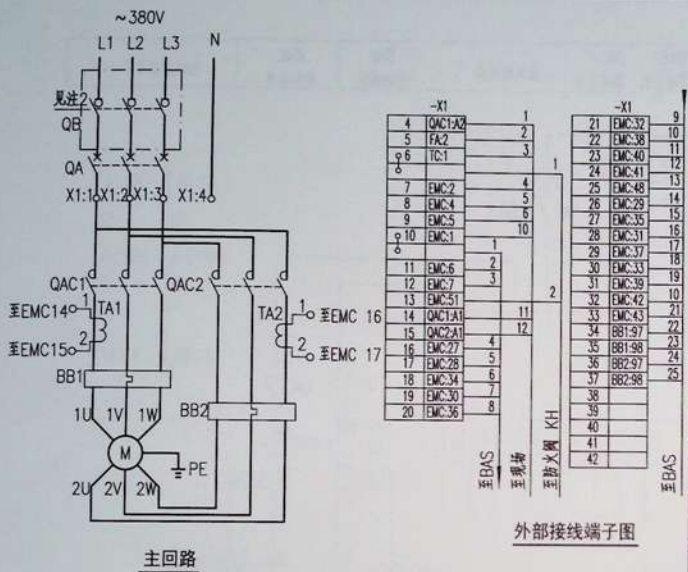 ~380V
L1 L2 L3 N
见注2
QB
QA
X1:1 X1:2 X1:3 X1:4
QAC1 QAC2
至EMC14 1 TA1 TA2 1 至EMC 16
至EMC15 2 2 至EMC 17
BB1
BB2
1U 1V 1W
M
PE
2U 2V 2W
主回路
-X1
4 QAC1:A2 1
5 FA:2 2
6 TC:1 3
1
7 EMC:2 4
8 EMC:4 5
9 EMC:5 6
10 EMC:1 10
1
11 EMC:6 2
12 EMC:7 3
13 EMC:51 2
14 QAC1:A1 11
15 QAC2:A1 12
16 EMC:27 4
17 EMC:28 5
18 EMC:34 6
19 EMC:30 7
20 EMC:36 8
至BAS
至现场
至防火阀 KH
-X1
21 EMC:32 9
22 EMC:38 10
23 EMC:40 11
24 EMC:41 12
25 EMC:48 13
26 EMC:29 14
27 EMC:35 15
28 EMC:31 16
29 EMC:37 17
30 EMC:33 18
31 EMC:39 19
32 EMC:42 10
33 EMC:43 21
34 BB1:97 22
35 BB1:98 23
36 BB2:97 24
37 BB2:98 25
38
39
40
41
42
至BAS
外部接线端子图